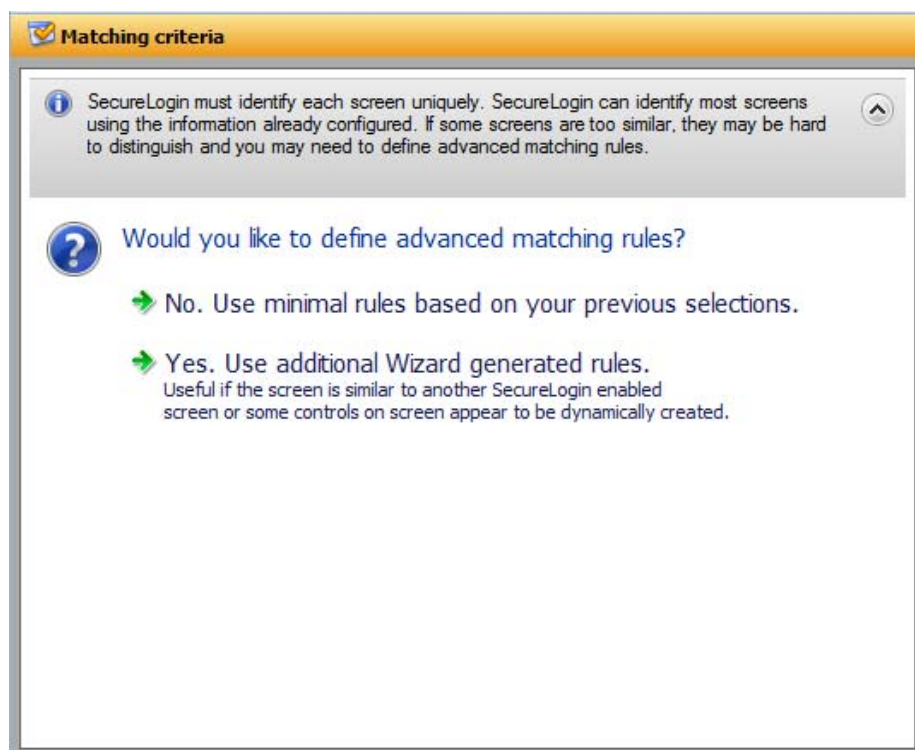 Matching criteria
SecureLogin must identify each screen uniquely. SecureLogin can identify most screens
using the information already configured. If some screens are too similar, they may be hard
to distinguish and you may need to define advanced matching rules.
Would you like to define advanced matching rules?
No. Use minimal rules based on your previous selections.
Yes. Use additional Wizard generated rules.
Useful if the screen is similar to another SecureLogin enabled
screen or some controls on screen appear to be dynamically created.